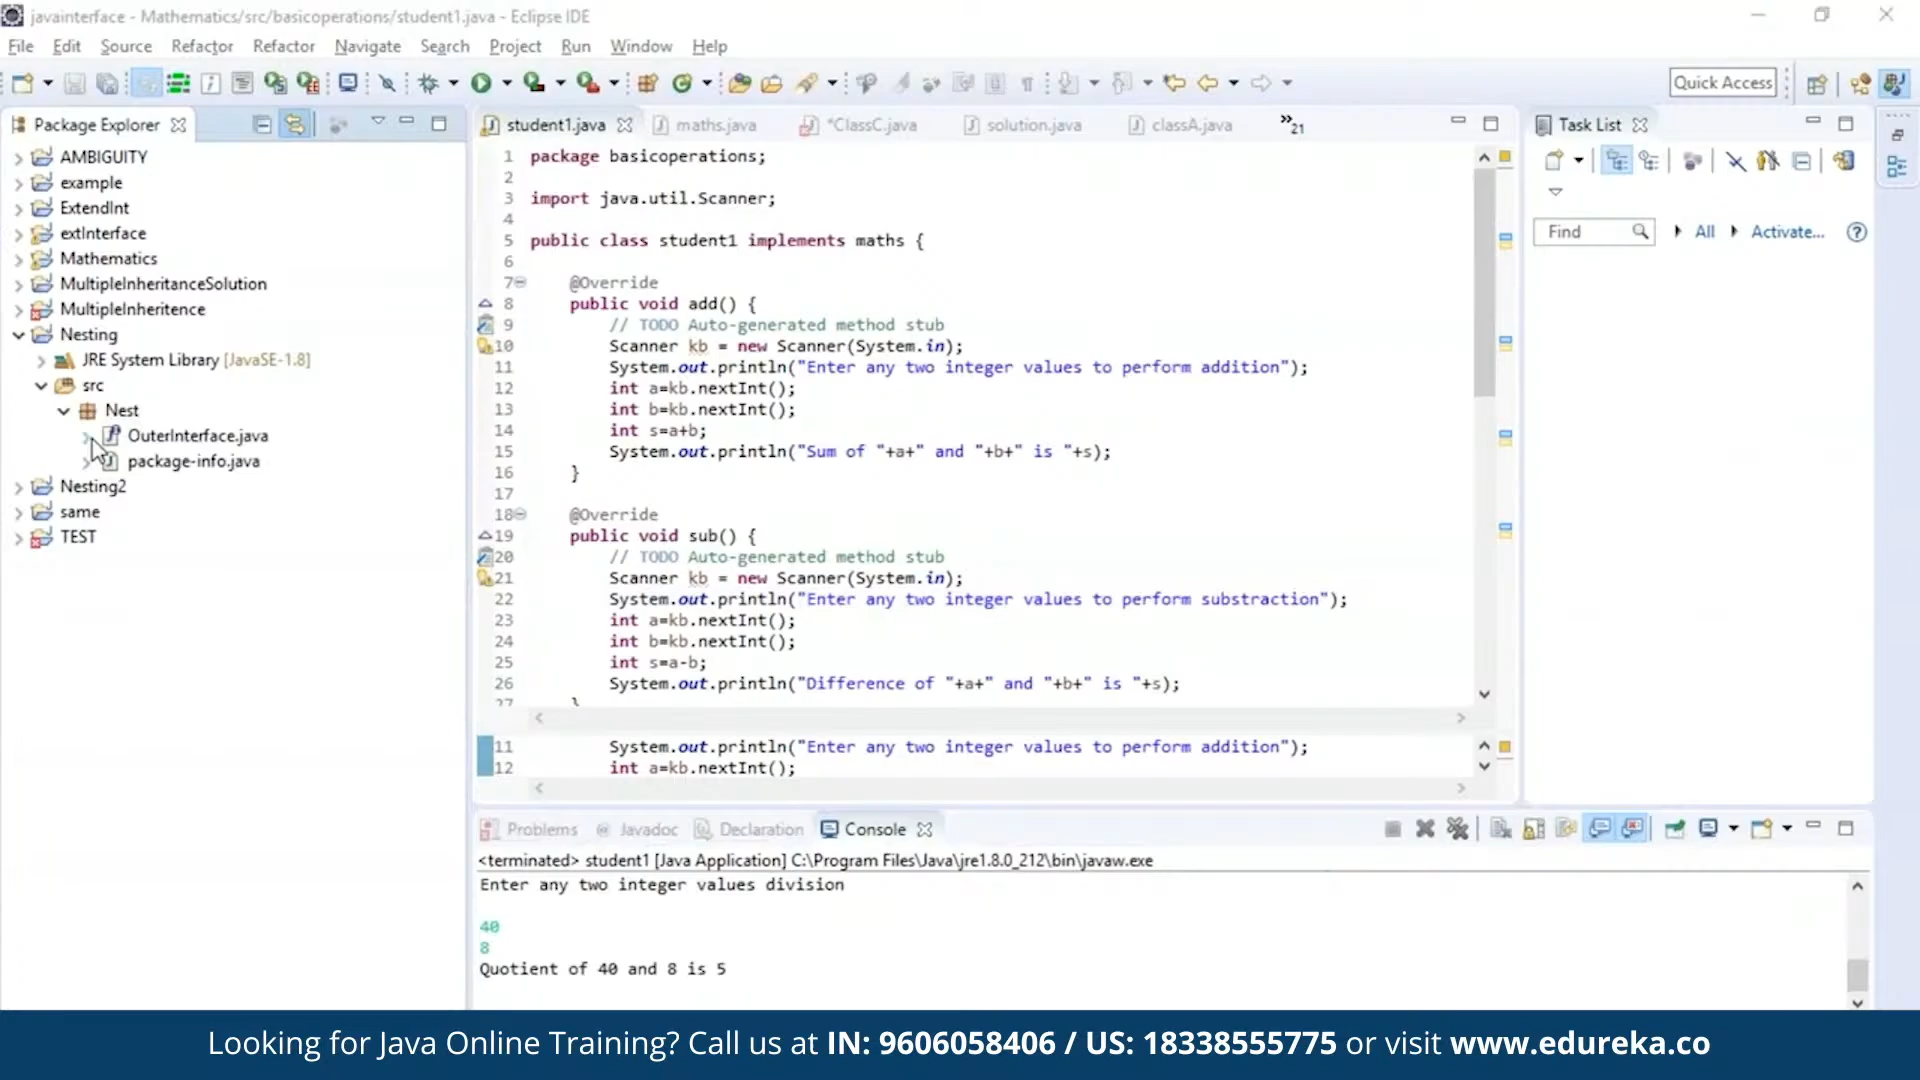 javainterface - Mathematics/src/basicoperations/student1.java - Eclipse IDE
File Edit Source Refactor Refactor Navigate Search Project Run Window Help
Quick Access
Package Explorer
AMBIGUITY
example
ExtendInt
extInterface
Mathematics
MultipleInheritanceSolution
MultipleInheritence
Nesting
JRE System Library [JavaSE-1.8]
src
Nest
OuterInterface.java
package-info.java
Nesting2
same
TEST
student1.java maths.java *ClassC.java solution.java classA.java »21
1 package basicoperations;
2
3 import java.util.Scanner;
4
5 public class student1 implements maths {
6
7 @Override
8 public void add() {
9 // TODO Auto-generated method stub
10 Scanner kb = new Scanner(System.in);
11 System.out.println("Enter any two integer values to perform addition");
12 int a=kb.nextInt();
13 int b=kb.nextInt();
14 int s=a+b;
15 System.out.println("Sum of "+a+" and "+b+" is "+s);
16 }
17
18 @Override
19 public void sub() {
20 // TODO Auto-generated method stub
21 Scanner kb = new Scanner(System.in);
22 System.out.println("Enter any two integer values to perform substraction");
23 int a=kb.nextInt();
24 int b=kb.nextInt();
25 int s=a-b;
26 System.out.println("Difference of "+a+" and "+b+" is "+s);
27 }
11 System.out.println("Enter any two integer values to perform addition");
12 int a=kb.nextInt();
Task List
Find All Activate...
Problems Javadoc Declaration Console
<terminated> student1 [Java Application] C:\Program Files\Java\jre1.8.0_212\bin\javaw.exe
Enter any two integer values division
40
8
Quotient of 40 and 8 is 5
Looking for Java Online Training? Call us at IN: 9606058406 / US: 18338555775 or visit www.edureka.co